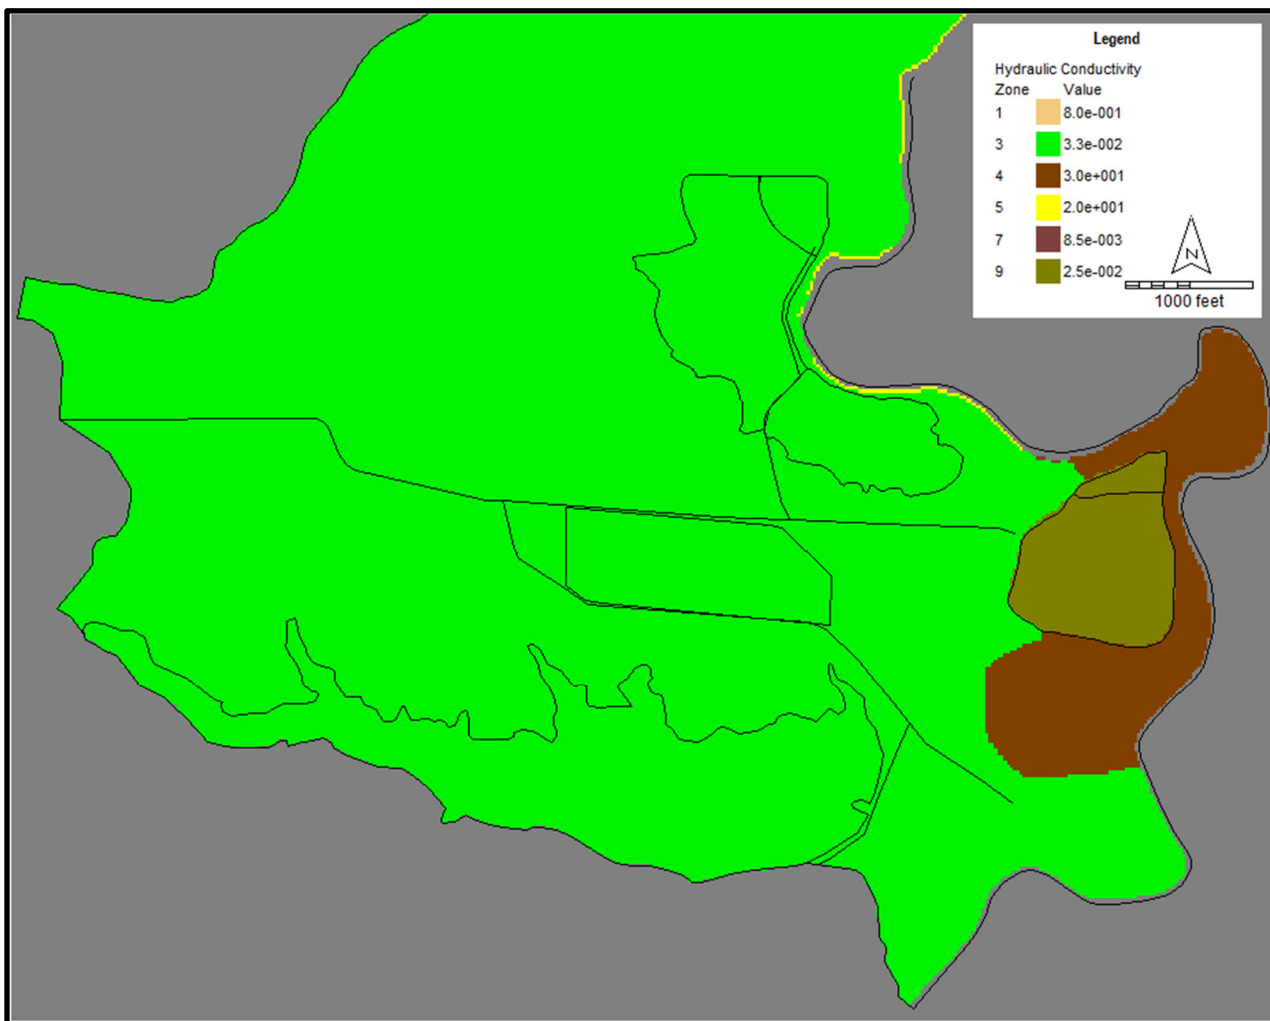 Legend
Hydraulic Conductivity
Zone Value
1 8.0e-001
3 3.3e-002
4 3.0e+001
5 2.0e+001
7 8.5e-003
9 2.5e-002
N
1000 feet